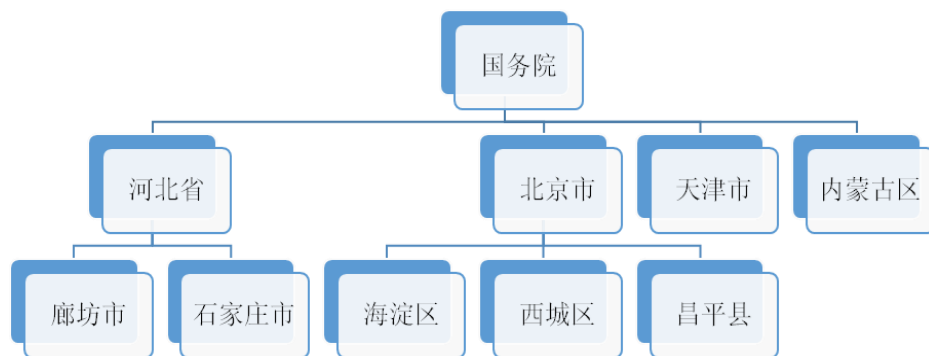 国务院
河北省
北京市
天津市
内蒙古区
廊坊市
石家庄市
海淀区
西城区
昌平县